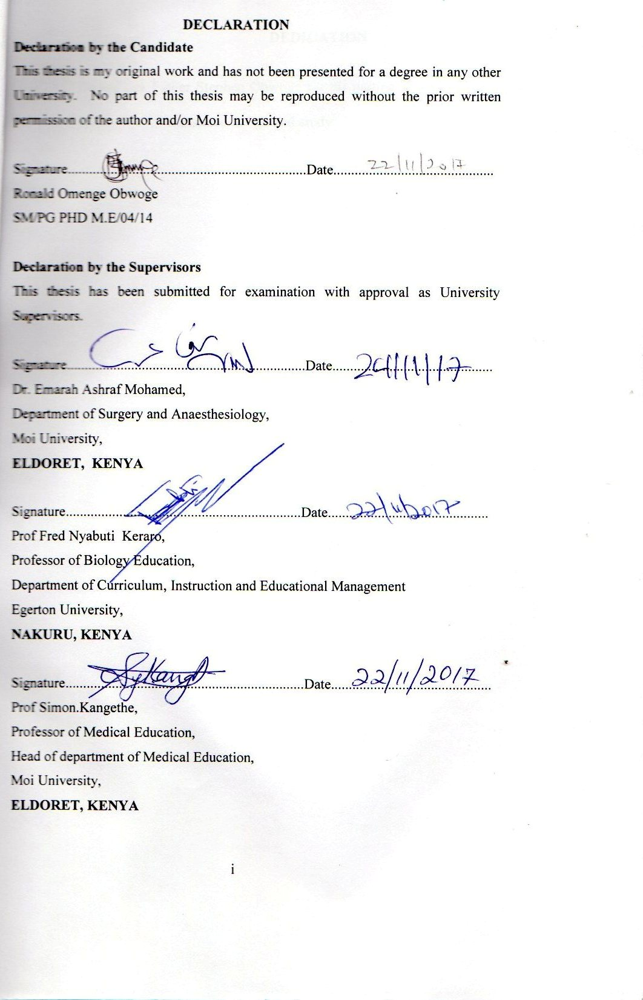 DECLARATION
Declaration by the Candidate
This thesis is my original work and has not been presented for a degree in any other
University. No part of this thesis may be reproduced without the prior written
permission of the author and/or Moi University.
Signature..................Date 22/11/2017
Ronald Omenge Obwoge
SM/PG PHD M.E/04/14
Declaration by the Supervisors
This thesis has been submitted for examination with approval as University
Supervisors.
Signature..................Date 24/11/17
Dr. Emarah Ashraf Mohamed,
Department of Surgery and Anaesthesiology,
Moi University,
ELDORET, KENYA
Signature..................Date 22/11/2017
Prof Fred Nyabuti Keraro,
Professor of Biology Education,
Department of Curriculum, Instruction and Educational Management
Egerton University,
NAKURU, KENYA
Signature..................Date 22/11/2017
Prof Simon.Kangethe,
Professor of Medical Education,
Head of department of Medical Education,
Moi University,
ELDORET, KENYA
i